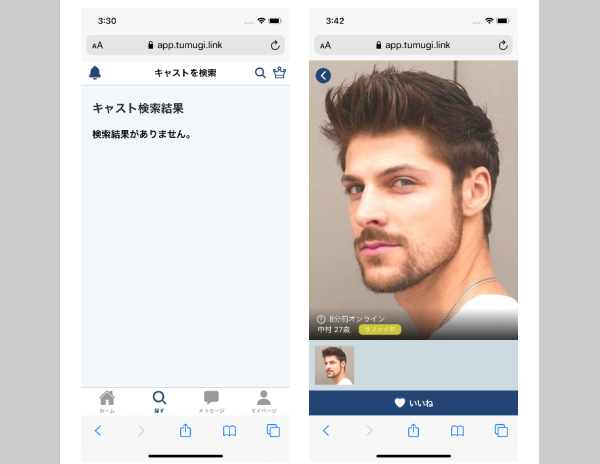 3:30
AA app.tumugi.link
キャストを検索
キャスト検索結果
検索結果がありません。
ホーム 探す メッセージ マイページ
3:42
AA app.tumugi.link
8分前オンライン
中村 27歳 サファイヤ
いいね